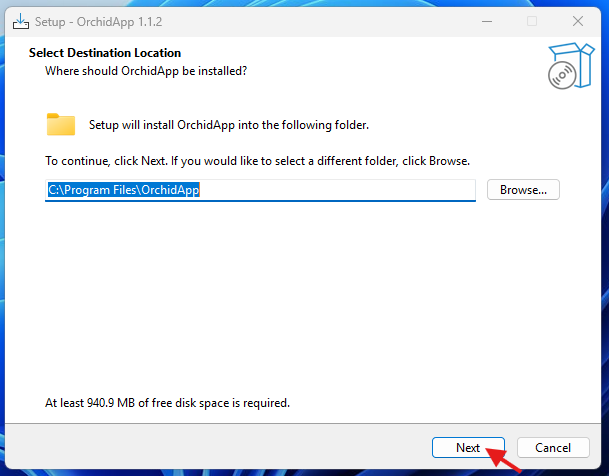 Setup - OrchidApp 1.1.2
Select Destination Location
Where should OrchidApp be installed?
Setup will install OrchidApp into the following folder.
To continue, click Next. If you would like to select a different folder, click Browse.
C:\Program Files\OrchidApp
Browse...
At least 940.9 MB of free disk space is required.
Next
Cancel